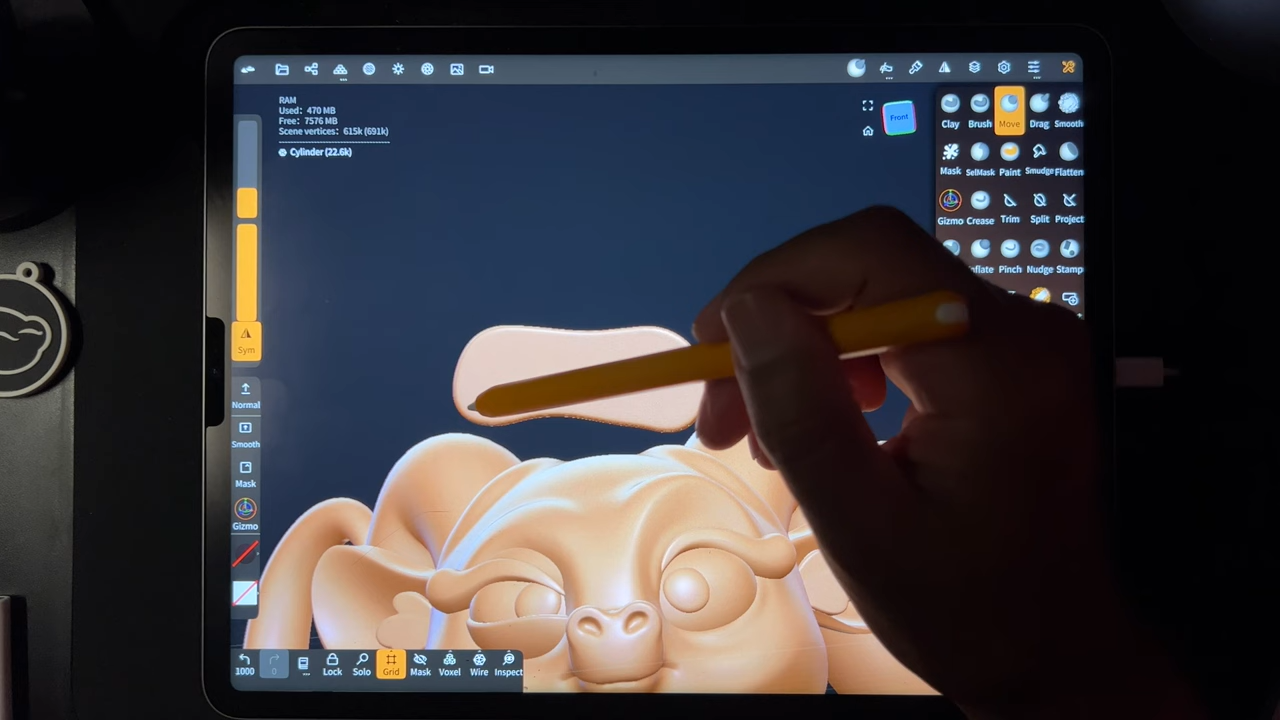 RAM
Used: 470 MB
Free: 7576 MB
Scene vertices: 615k (691k)
Cylinder (22.6k)
Front
Clay Brush Move Drag Smooth
Mask SelMask Paint Smudge Flatten
Gizmo Crease Trim Split Project
Pinch Nudge Stamp
Sym
Normal
Smooth
Mask
Gizmo
1000 0 Lock Solo Grid Mask Voxel Wire Inspect